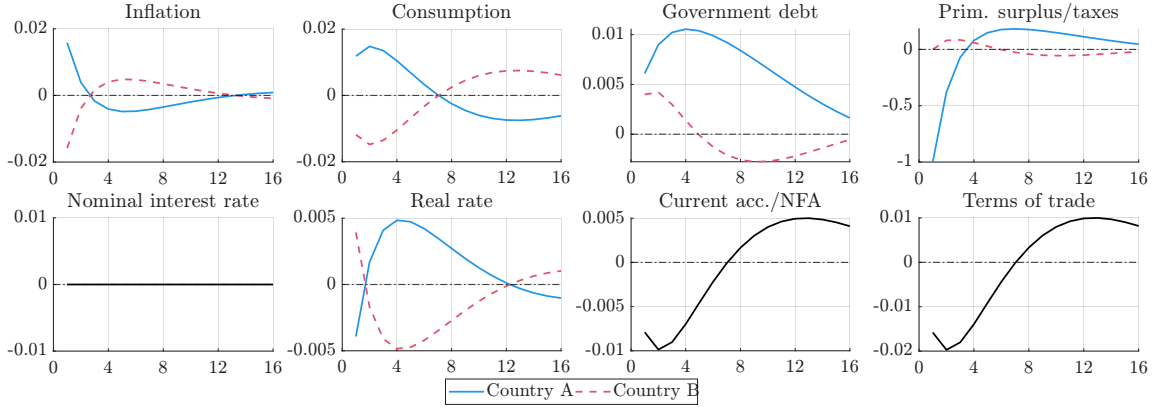 Inflation
Consumption
Government debt
Prim. surplus/taxes
0.02
0
-0.02
0 4 8 12 16
0.02
0
-0.02
0 4 8 12 16
0.01
0.005
0
0 4 8 12 16
0
-0.5
-1
0 4 8 12 16
Nominal interest rate
Real rate
Current acc./NFA
Terms of trade
0.01
0
-0.01
0 4 8 12 16
0.005
0
-0.005
0 4 8 12 16
0.005
0
-0.005
-0.01
0 4 8 12 16
0.01
0
-0.01
-0.02
0 4 8 12 16
Country A
Country B